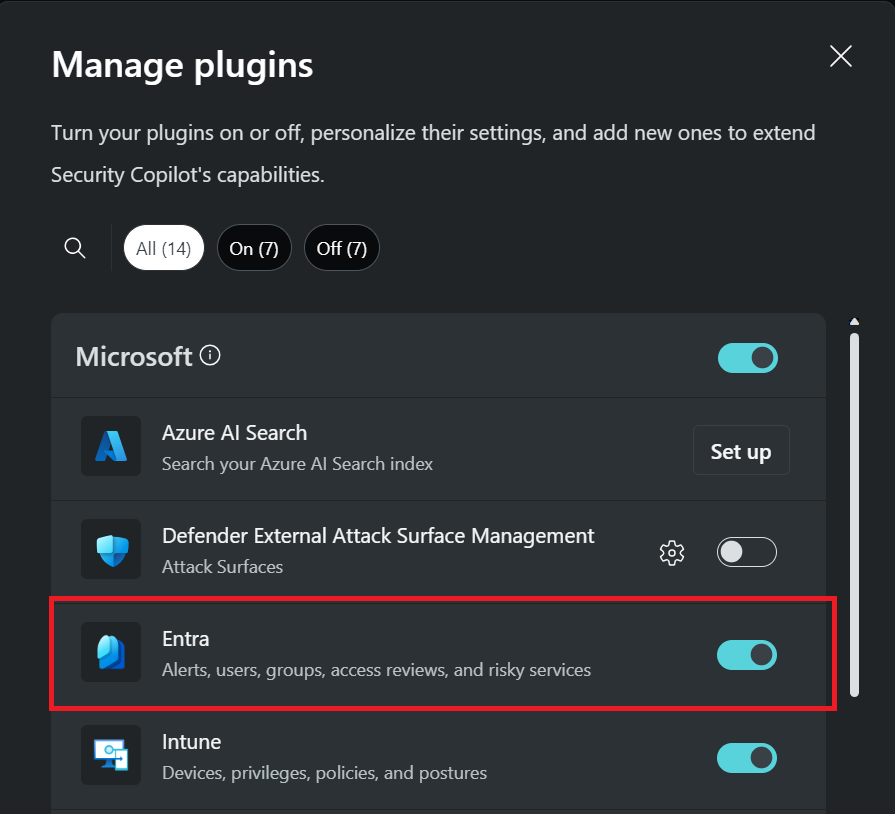 Manage plugins
Turn your plugins on or off, personalize their settings, and add new ones to extend
Security Copilot's capabilities.
All (14) On (7) Off (7)
Microsoft
Azure AI Search
Search your Azure AI Search index
Set up
Defender External Attack Surface Management
Attack Surfaces
Entra
Alerts, users, groups, access reviews, and risky services
Intune
Devices, privileges, policies, and postures